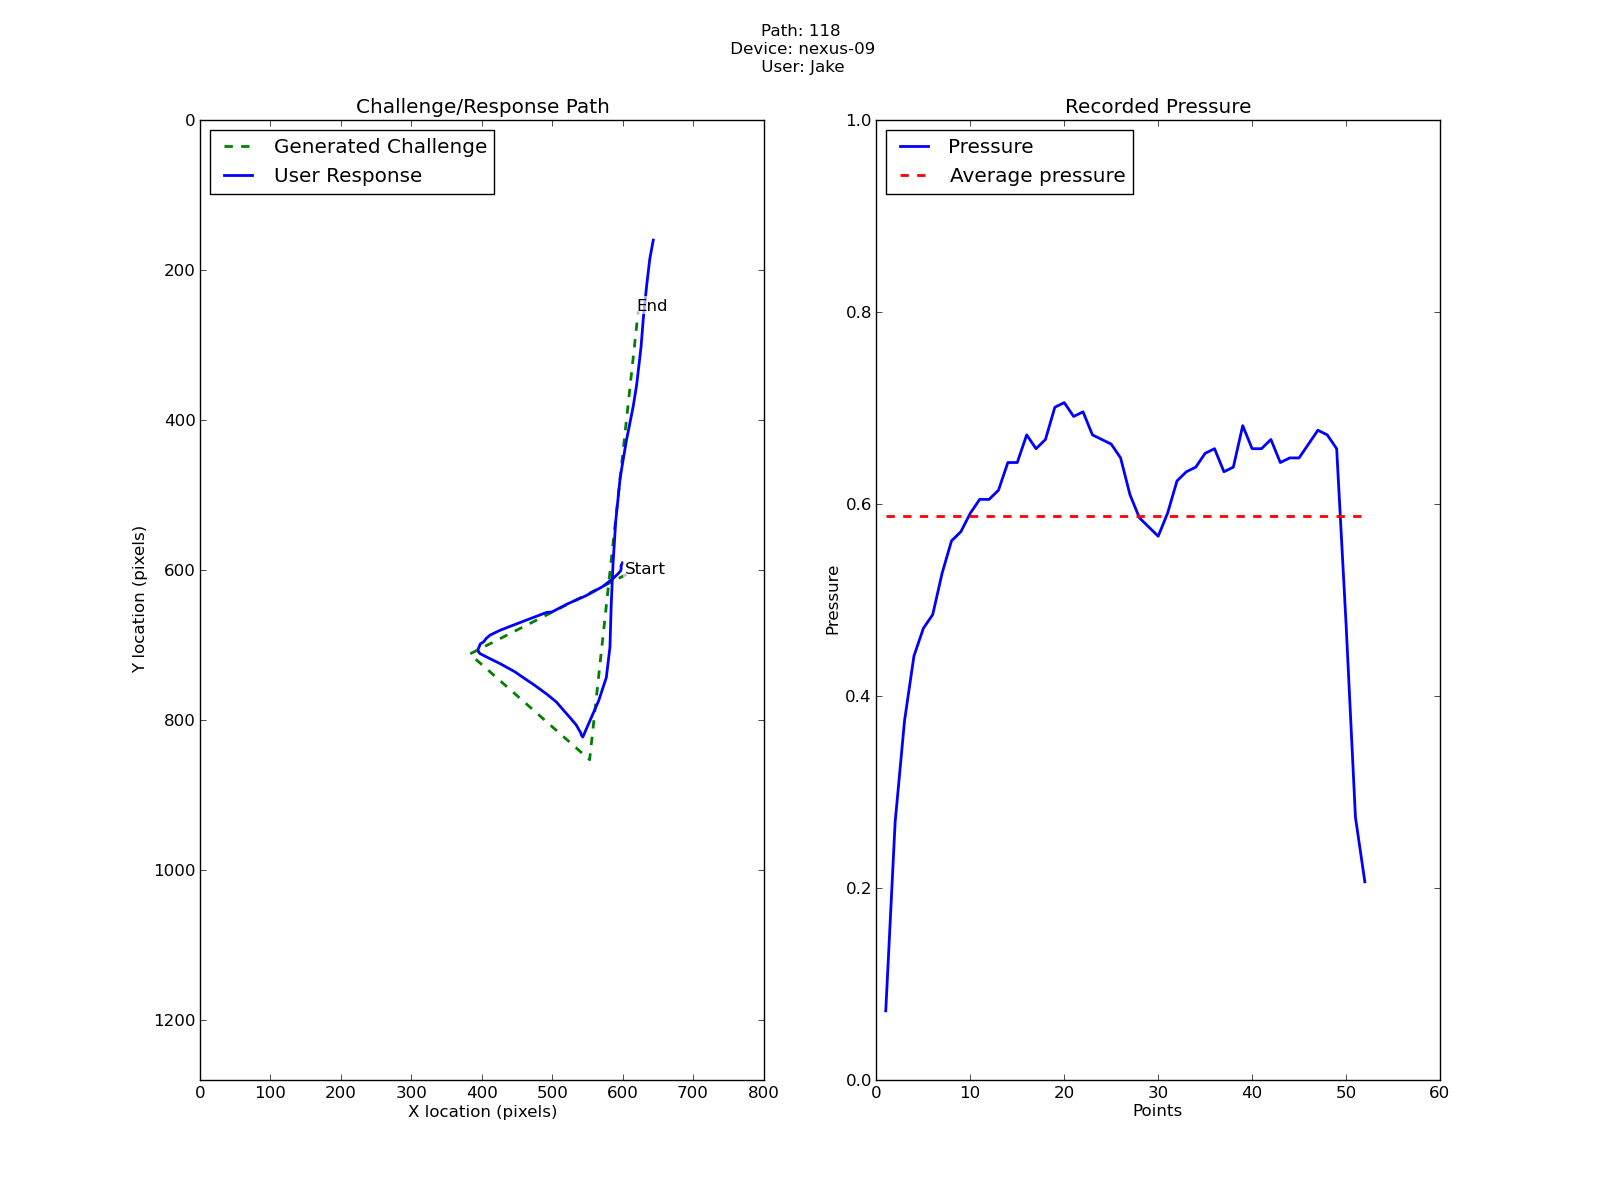 Path: 118
Device: nexus-09
User: Jake
Challenge/Response Path
Generated Challenge
User Response
End
Start
0
200
400
600
800
1000
1200
Y location (pixels)
0 100 200 300 400 500 600 700 800
X location (pixels)
Recorded Pressure
Pressure
Average pressure
1.0
0.8
0.6
0.4
0.2
0.0
Pressure
0 10 20 30 40 50 60
Points